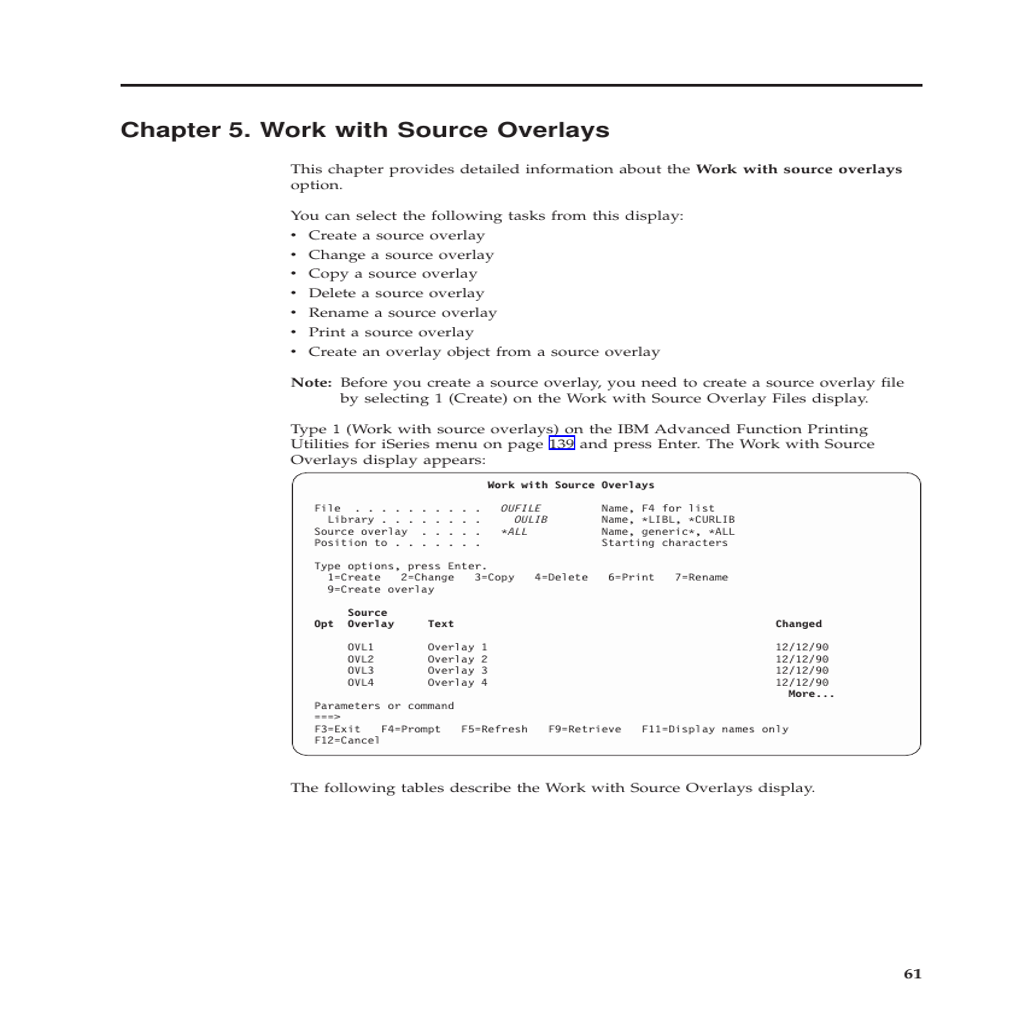 Chapter 5. Work with Source Overlays
This chapter provides detailed information about the Work with source overlays
option.
You can select the following tasks from this display:
• Create a source overlay
• Change a source overlay
• Copy a source overlay
• Delete a source overlay
• Rename a source overlay
• Print a source overlay
• Create an overlay object from a source overlay
Note: Before you create a source overlay, you need to create a source overlay file
by selecting 1 (Create) on the Work with Source Overlay Files display.
Type 1 (Work with source overlays) on the IBM Advanced Function Printing
Utilities for iSeries menu on page 139 and press Enter. The Work with Source
Overlays display appears:
Work with Source Overlays
File . . . . . . . . . . OUFILE Name, F4 for list
Library . . . . . . . . OULIB Name, *LIBL, *CURLIB
Source overlay . . . . . *ALL Name, generic*, *ALL
Position to . . . . . . . Starting characters
Type options, press Enter.
1=Create 2=Change 3=Copy 4=Delete 6=Print 7=Rename
9=Create overlay
Source
Opt Overlay Text Changed
OVL1 Overlay 1 12/12/90
OVL2 Overlay 2 12/12/90
OVL3 Overlay 3 12/12/90
OVL4 Overlay 4 12/12/90
More...
Parameters or command
===>
F3=Exit F4=Prompt F5=Refresh F9=Retrieve F11=Display names only
F12=Cancel
The following tables describe the Work with Source Overlays display.
61